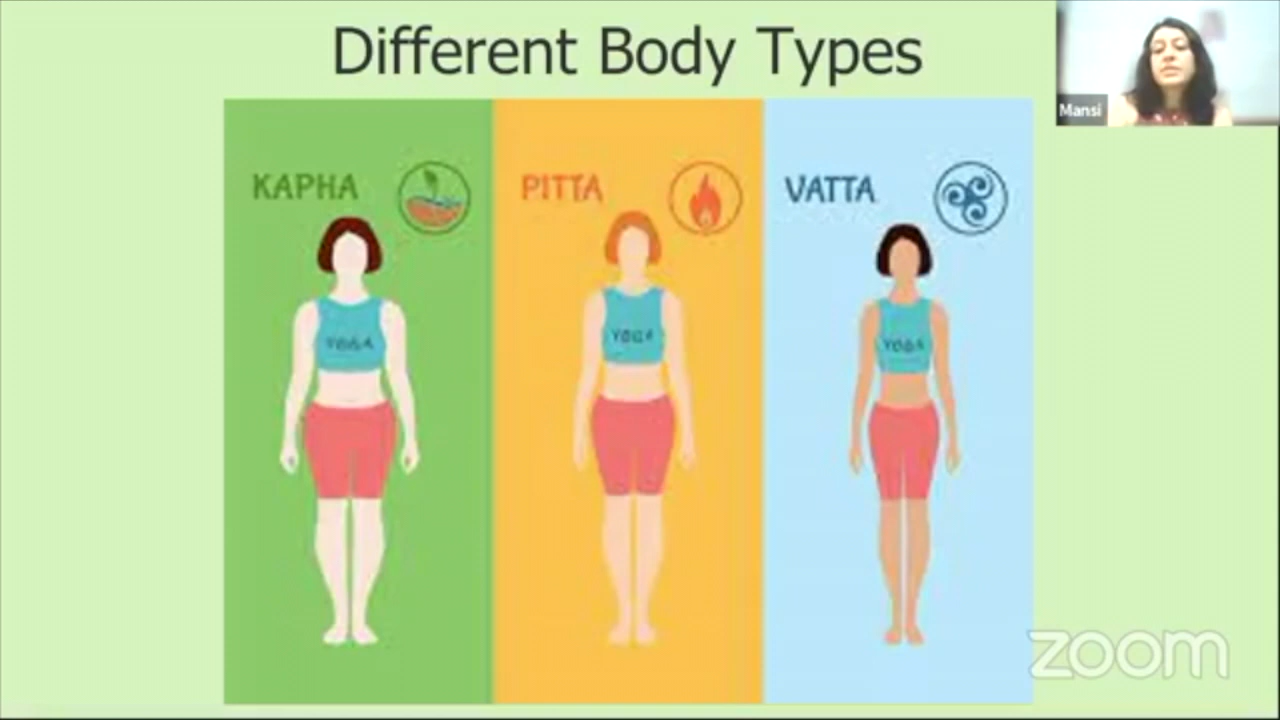 Different Body Types
Mansi
KAPHA
PITTA
VATTA
YOGA
YOGA
YOGA
zoom